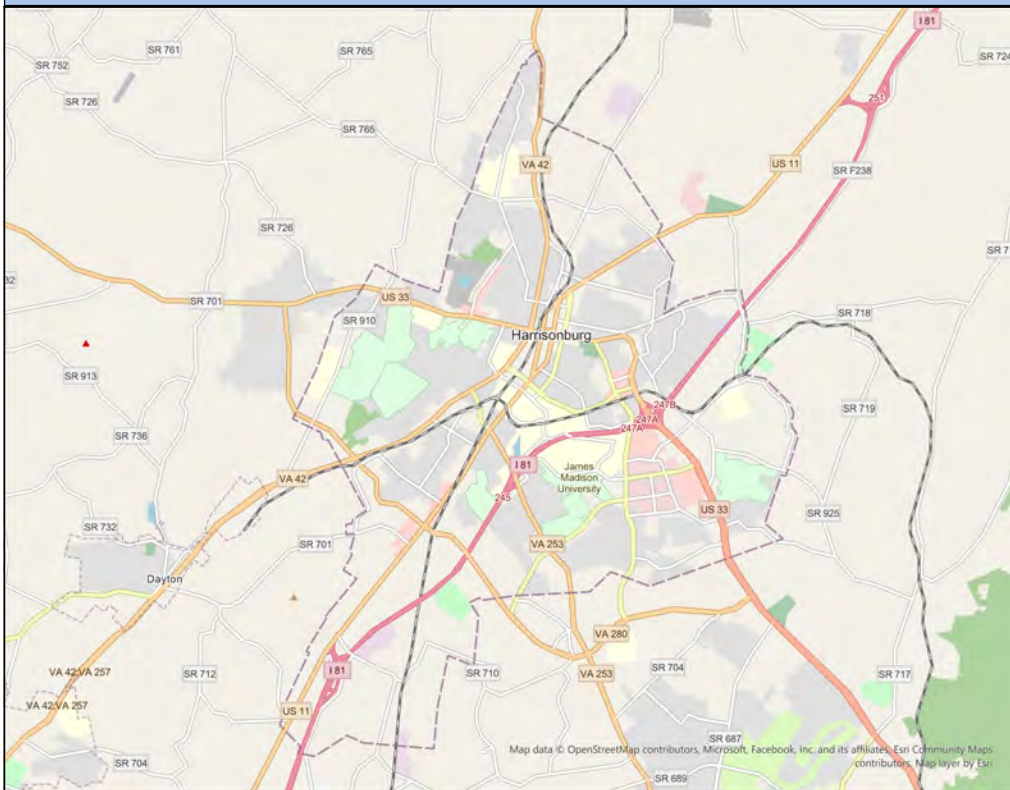 I 81
SR 761
SR 765
SR 752
SR 724
SR 726
251
SR 765
VA 42
US 11
SR F238
SR 726
US 33
SR 701
SR 910
SR 718
Harrisonburg
SR 913
247B
247A
247A
SR 719
SR 736
I 81
James
Madison
University
VA 42
245
US 33
SR 925
SR 732
SR 701
VA 253
Dayton
VA 280
VA 42;VA 257
SR 712
I 81
SR 710
VA 253
SR 704
SR 717
VA 42;VA 257
US 11
SR 687
SR 704
SR 689
Map data © OpenStreetMap contributors, Microsoft, Facebook, Inc. and its affiliates, Esri Community Maps
contributors, Map layer by Esri